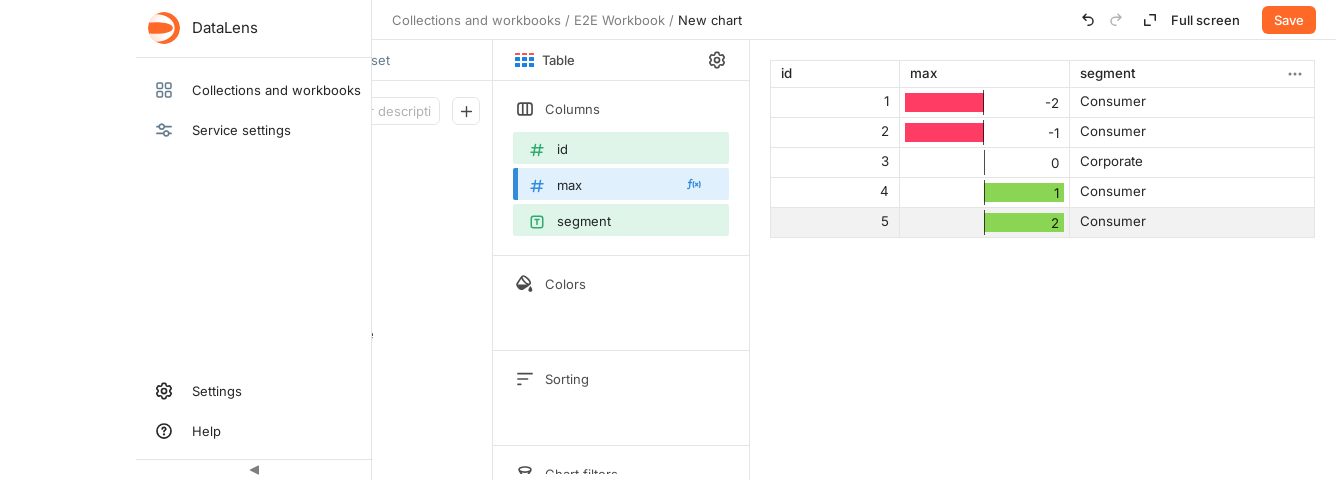 DataLens
Collections and workbooks
Service settings
Settings
Help
Collections and workbooks / E2E Workbook / New chart
Full screen
Save
set
descripti
Table
Columns
id
max
segment
Colors
Sorting
Chart filters
id max segment
1 -2 Consumer
2 -1 Consumer
3 0 Corporate
4 1 Consumer
5 2 Consumer